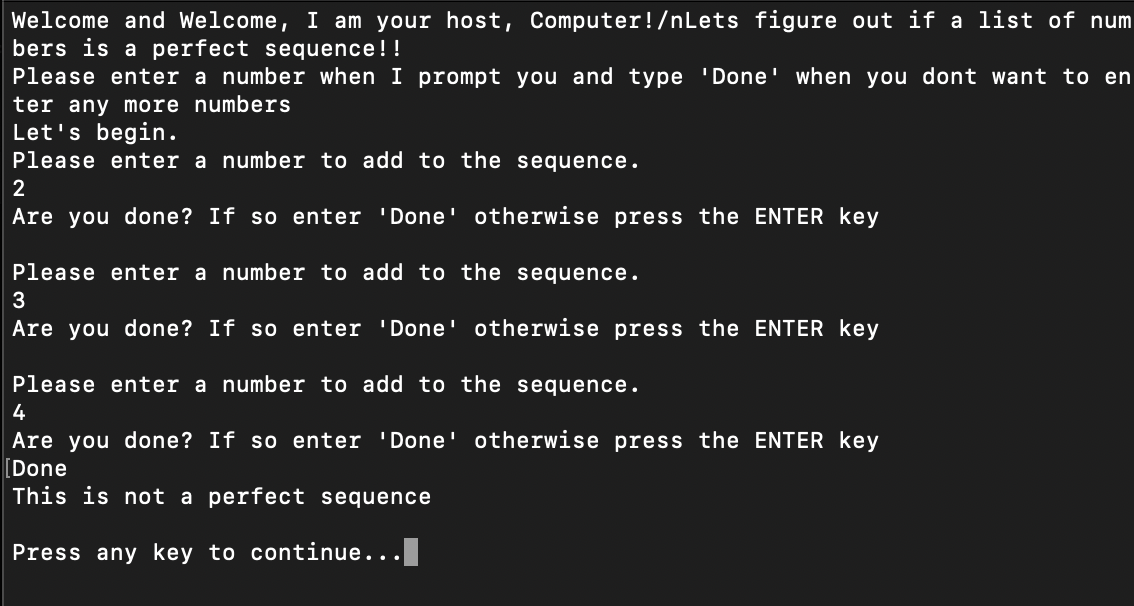 Welcome and Welcome, I am your host, Computer!/nLets figure out if a list of num
bers is a perfect sequence!!
Please enter a number when I prompt you and type 'Done' when you dont want to en
ter any more numbers
Let's begin.
Please enter a number to add to the sequence.
2
Are you done? If so enter 'Done' otherwise press the ENTER key
Please enter a number to add to the sequence.
3
Are you done? If so enter 'Done' otherwise press the ENTER key
Please enter a number to add to the sequence.
4
Are you done? If so enter 'Done' otherwise press the ENTER key
[Done
This is not a perfect sequence
Press any key to continue...